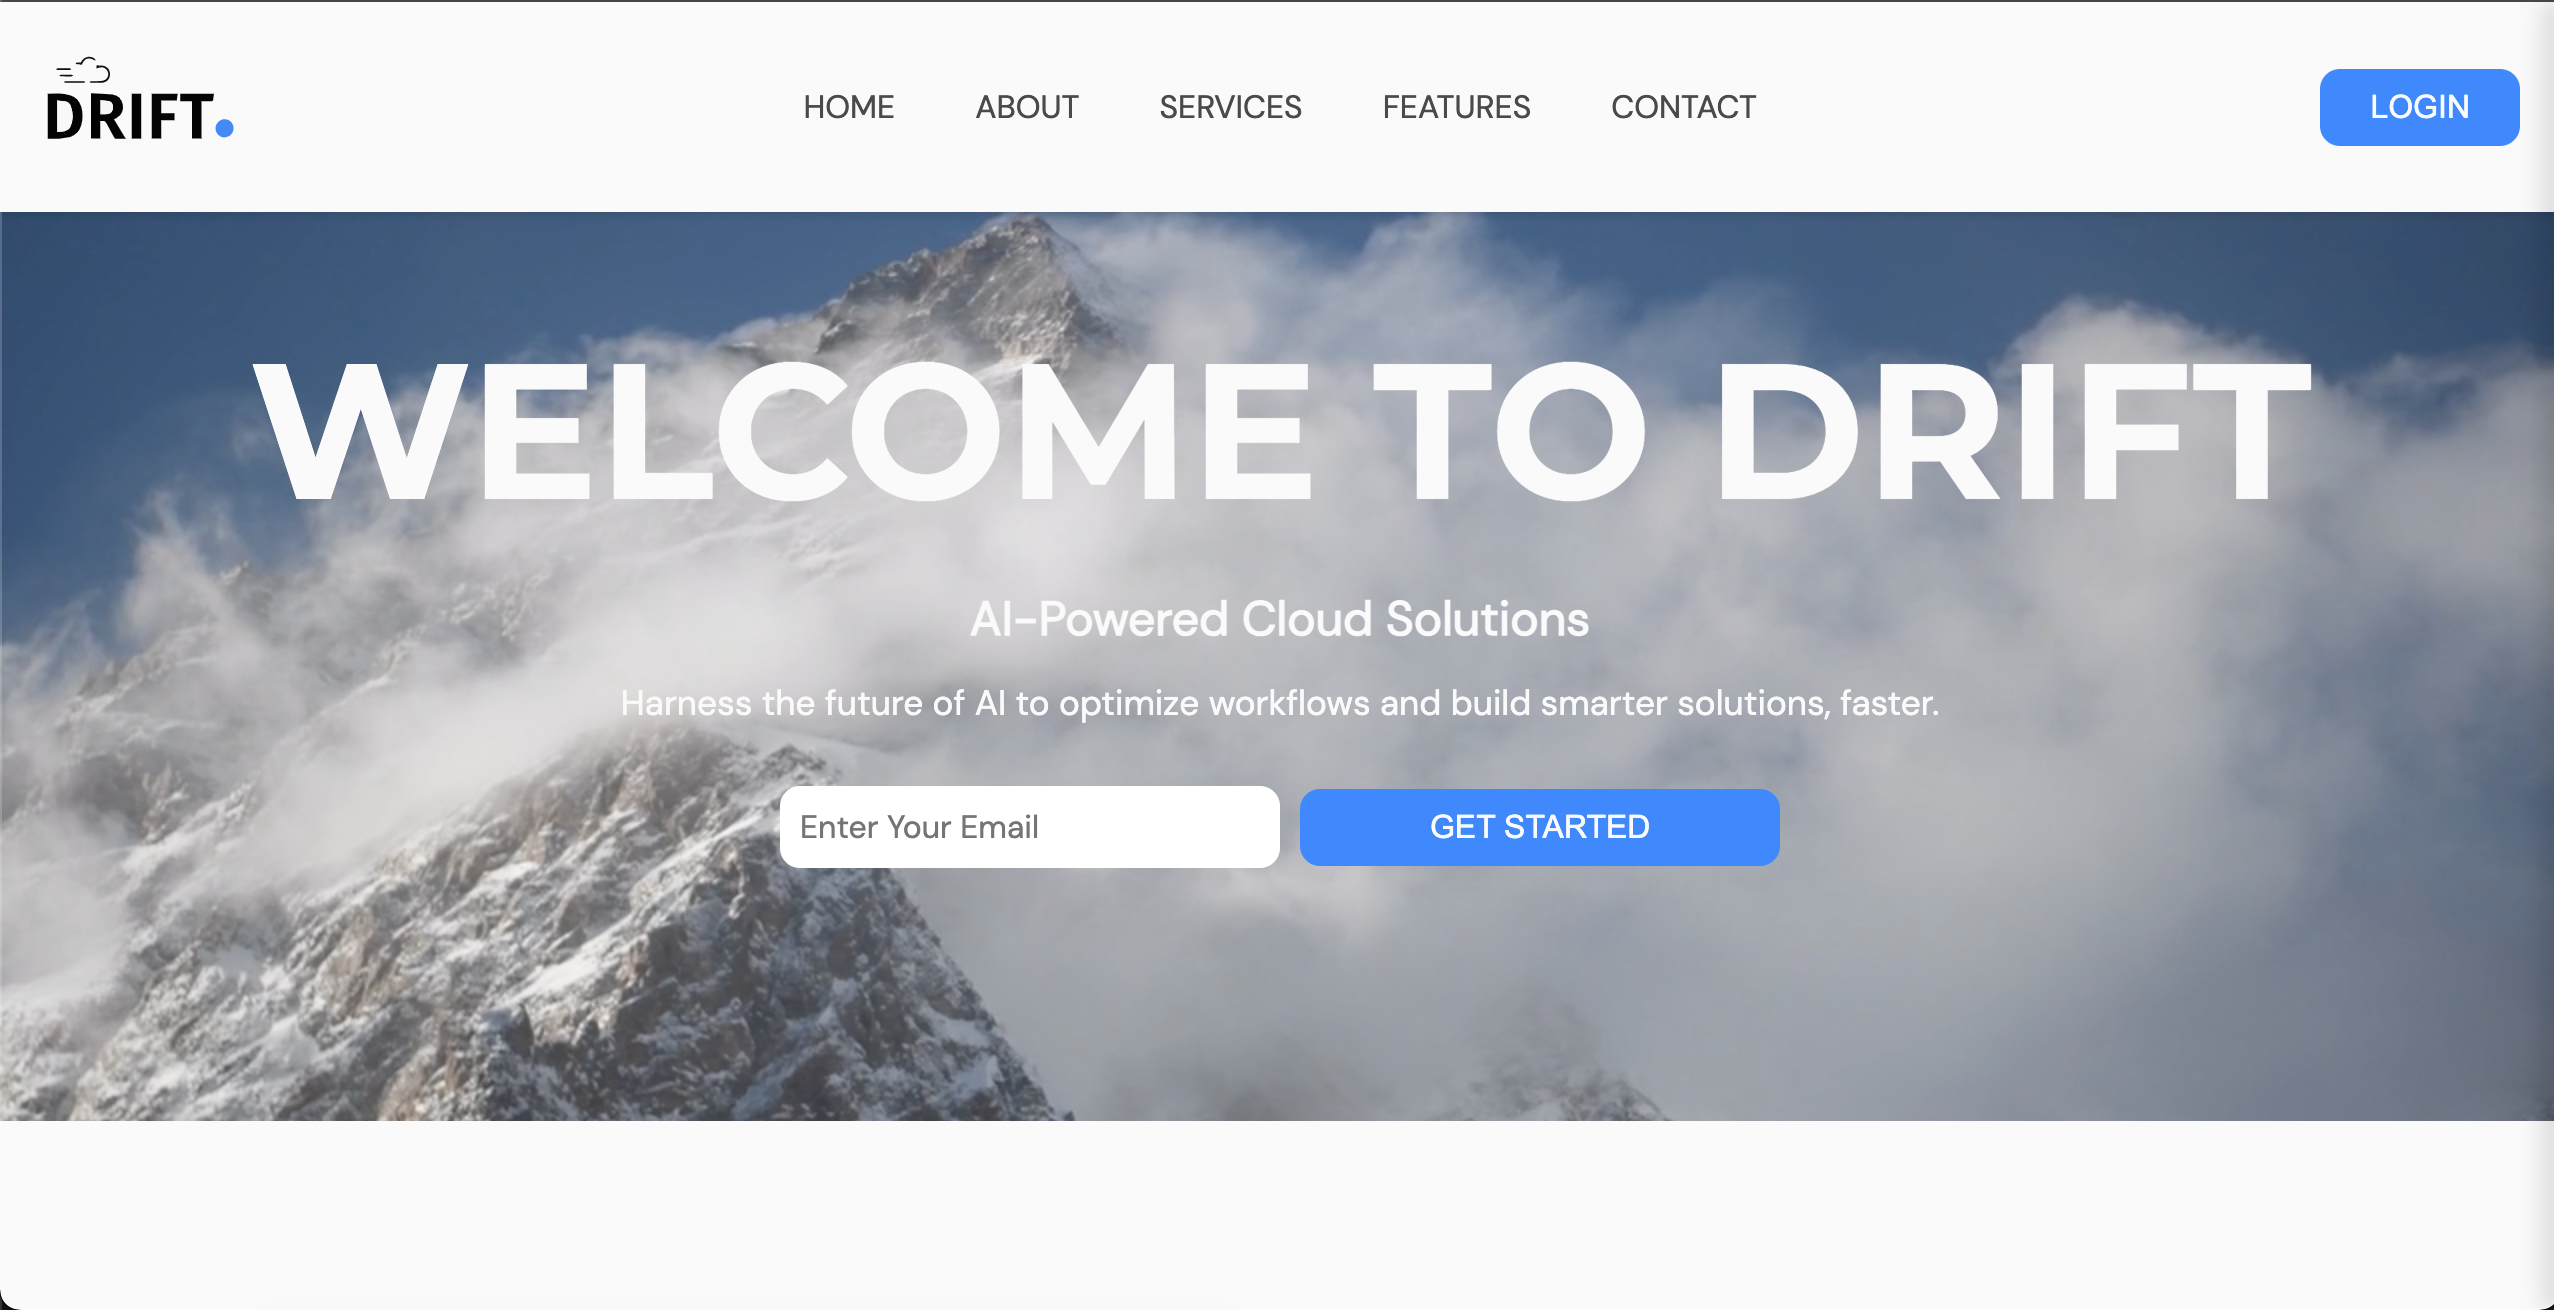 DRIFT.
HOME ABOUT SERVICES FEATURES CONTACT
LOGIN
WELCOME TO DRIFT
AI-Powered Cloud Solutions
Harness the future of AI to optimize workflows and build smarter solutions, faster.
Enter Your Email
GET STARTED